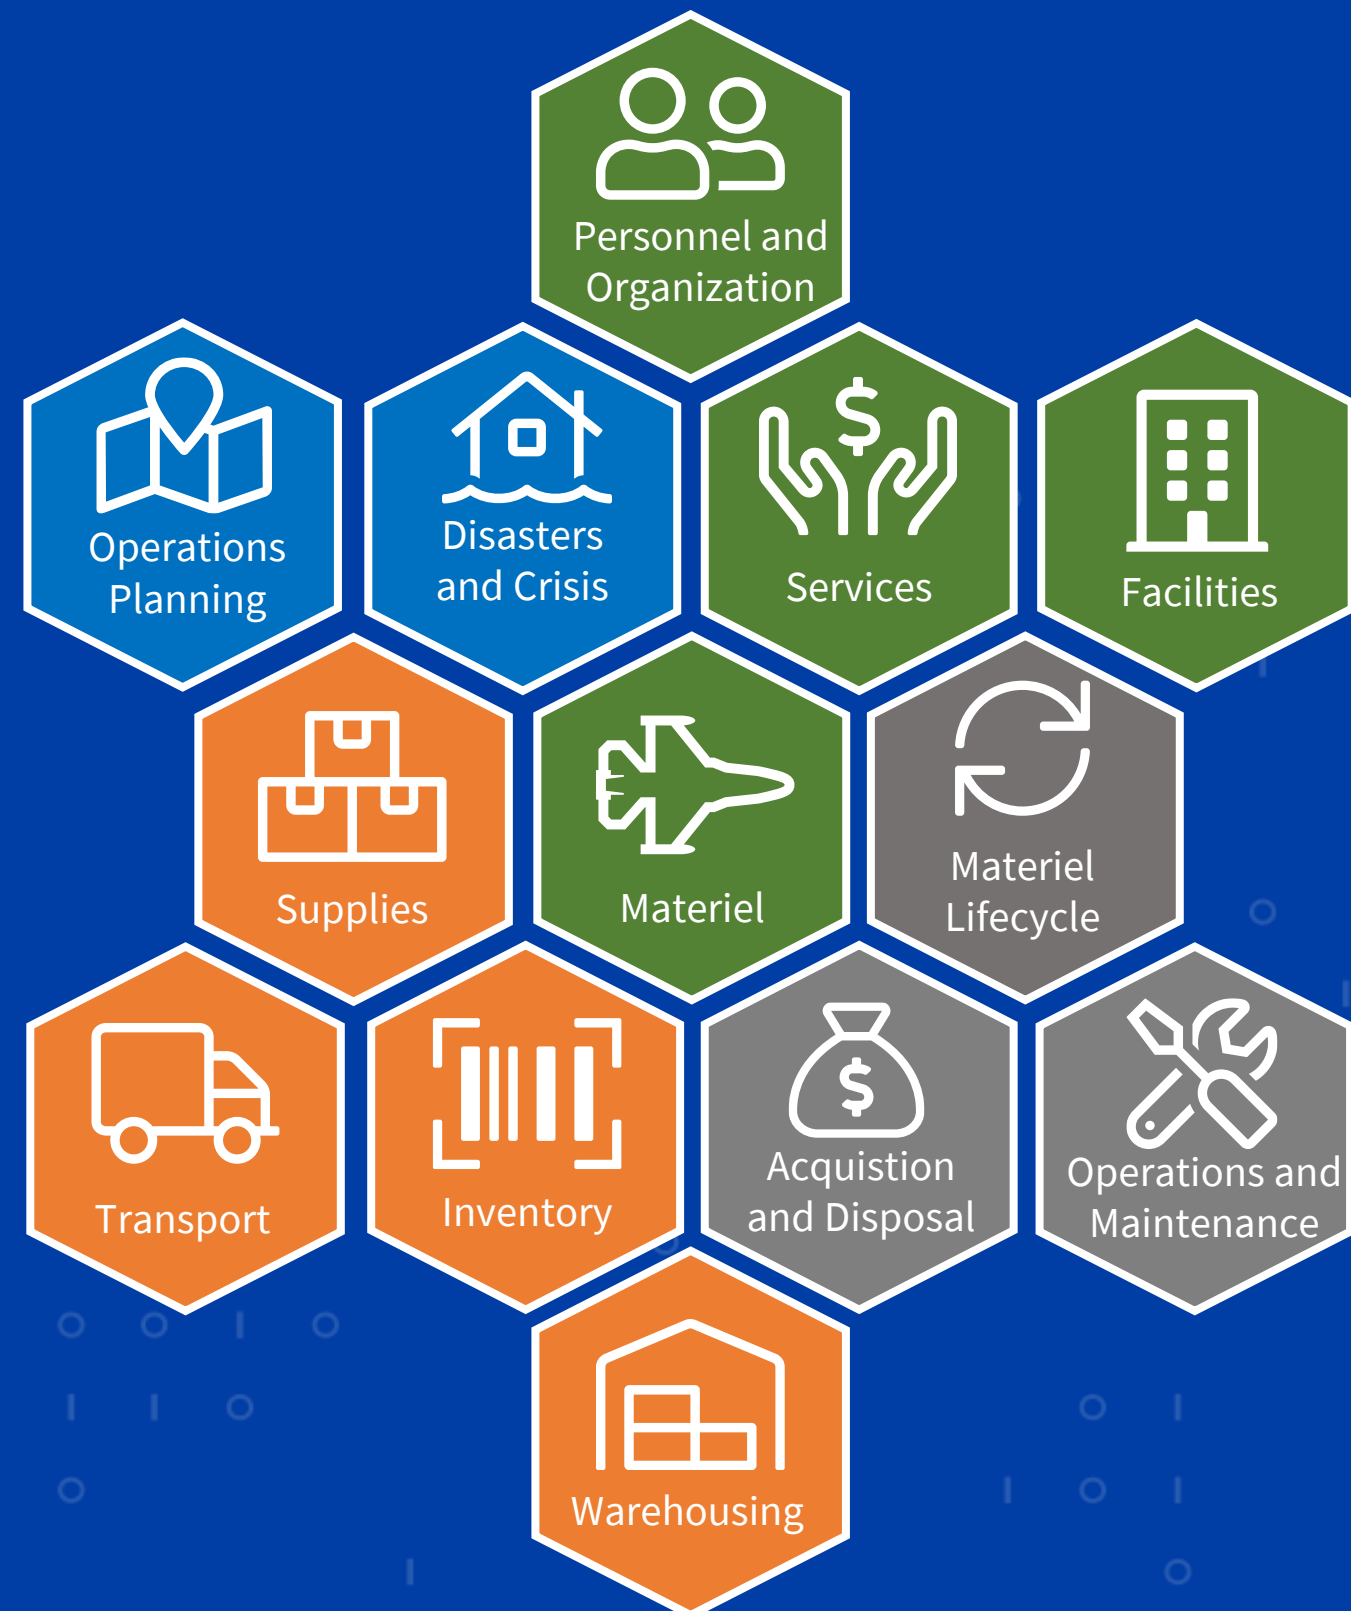 Personnel and
Organization
Operations
Planning
Disasters
and Crisis
$
Services
Facilities
Supplies
Materiel
Materiel
Lifecycle
Transport
Inventory
$
Acquistion
and Disposal
Operations and
Maintenance
Warehousing